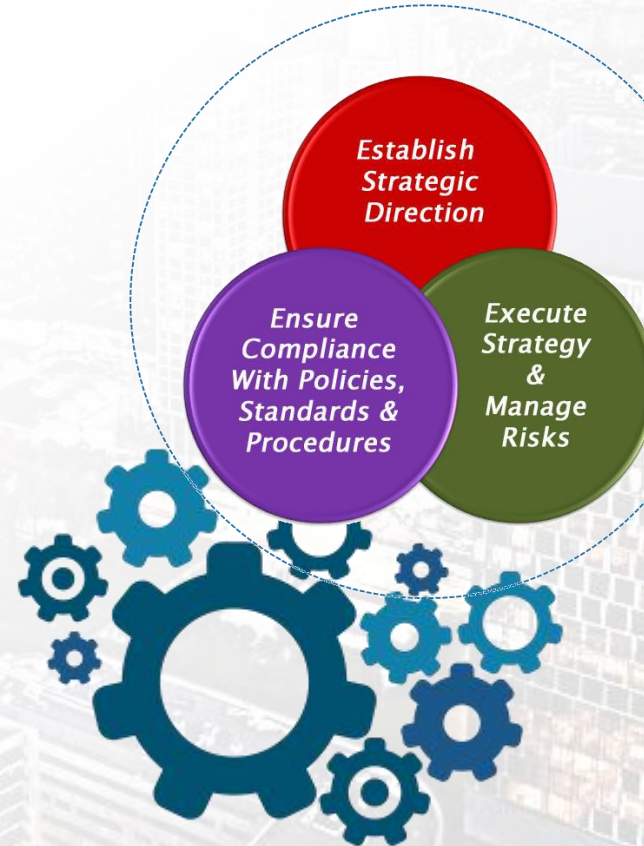 Establish
Strategic
Direction
Ensure
Compliance
With Policies,
Standards &
Procedures
Execute
Strategy
&
Manage
Risks